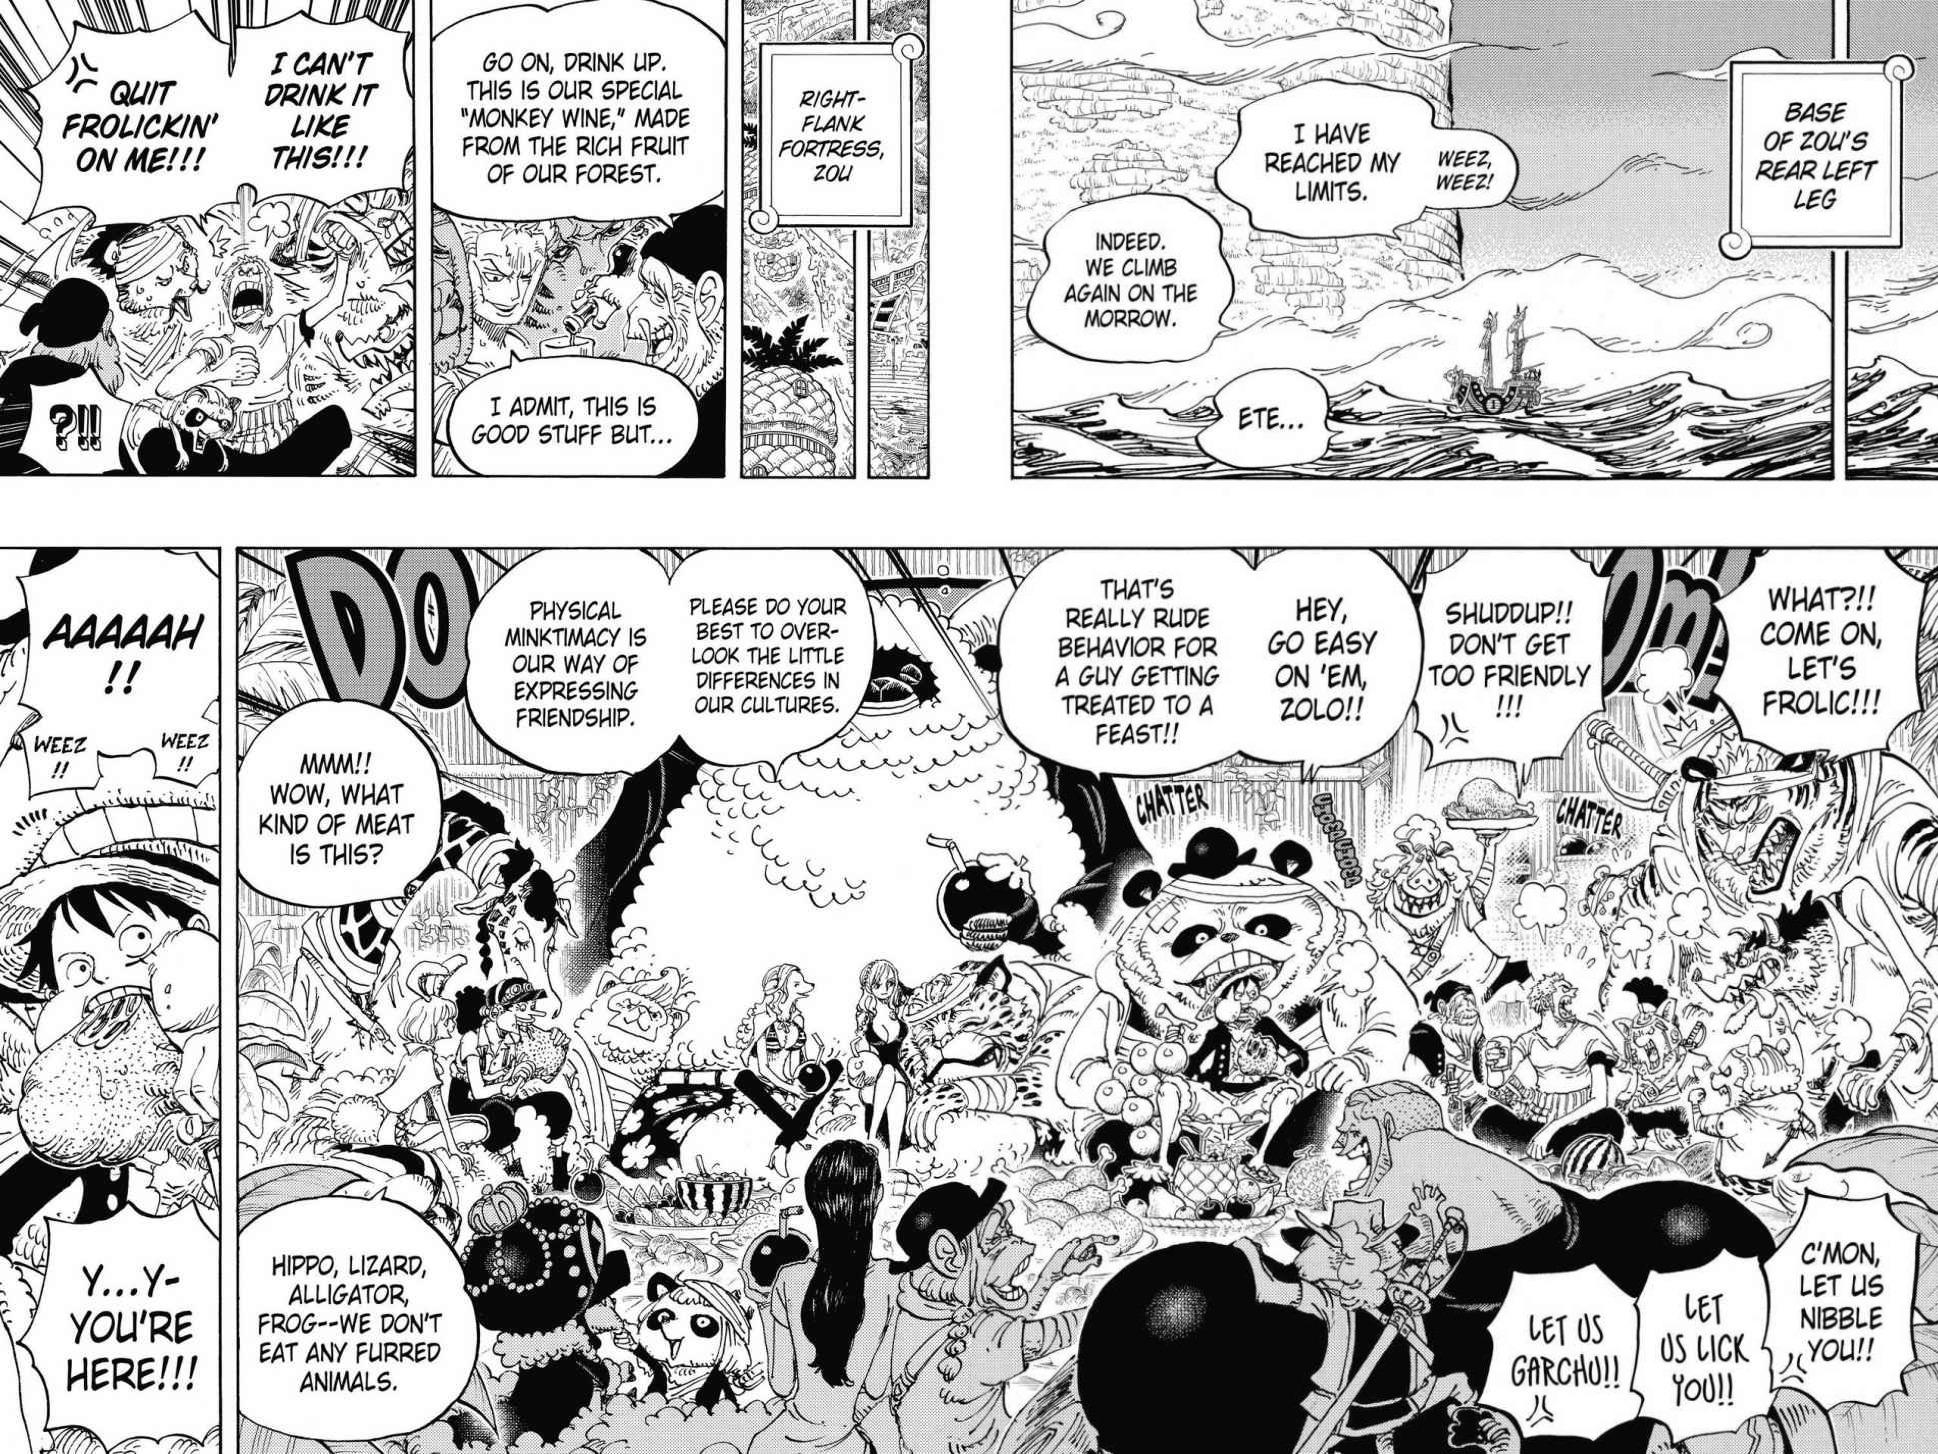 BASE
OF ZOU'S
REAR LEFT
LEG
WEEZ,
WEEZ!
I HAVE
REACHED MY
LIMITS.
INDEED.
WE CLIMB
AGAIN ON THE
MORROW.
ETE...
RIGHT-
FLANK
FORTRESS,
ZOU
GO ON, DRINK UP.
THIS IS OUR SPECIAL
"MONKEY WINE," MADE
FROM THE RICH FRUIT
OF OUR FOREST.
I ADMIT, THIS IS
GOOD STUFF BUT...
I CAN'T
DRINK IT
LIKE
THIS!!!
QUIT
FROLICKIN'
ON ME!!!
?!!
WHAT?!!
COME ON,
LET'S
FROLIC!!!
SHUDDUP!!
DON'T GET
TOO FRIENDLY
!!!
HEY,
GO EASY
ON 'EM,
ZOLO!!
THAT'S
REALLY RUDE
BEHAVIOR FOR
A GUY GETTING
TREATED TO A
FEAST!!
CHATTER
CHATTER
PLEASE DO YOUR
BEST TO OVER-
LOOK THE LITTLE
DIFFERENCES IN
OUR CULTURES.
PHYSICAL
MINKTIMACY IS
OUR WAY OF
EXPRESSING
FRIENDSHIP.
DO
OM!
MMM!!
WOW, WHAT
KIND OF MEAT
IS THIS?
HIPPO, LIZARD,
ALLIGATOR,
FROG--WE DON'T
EAT ANY FURRED
ANIMALS.
C'MON,
LET US
NIBBLE
YOU!!
LET
US LICK
YOU!!
LET US
GARCHU!!
AAAAAH
!!
WEEZ
!!
WEEZ
!!
Y...Y-
YOU'RE
HERE!!!